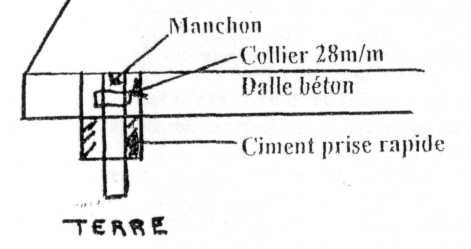 Manchon
Collier 28m/m
Dalle béton
Ciment prise rapide
TERRE